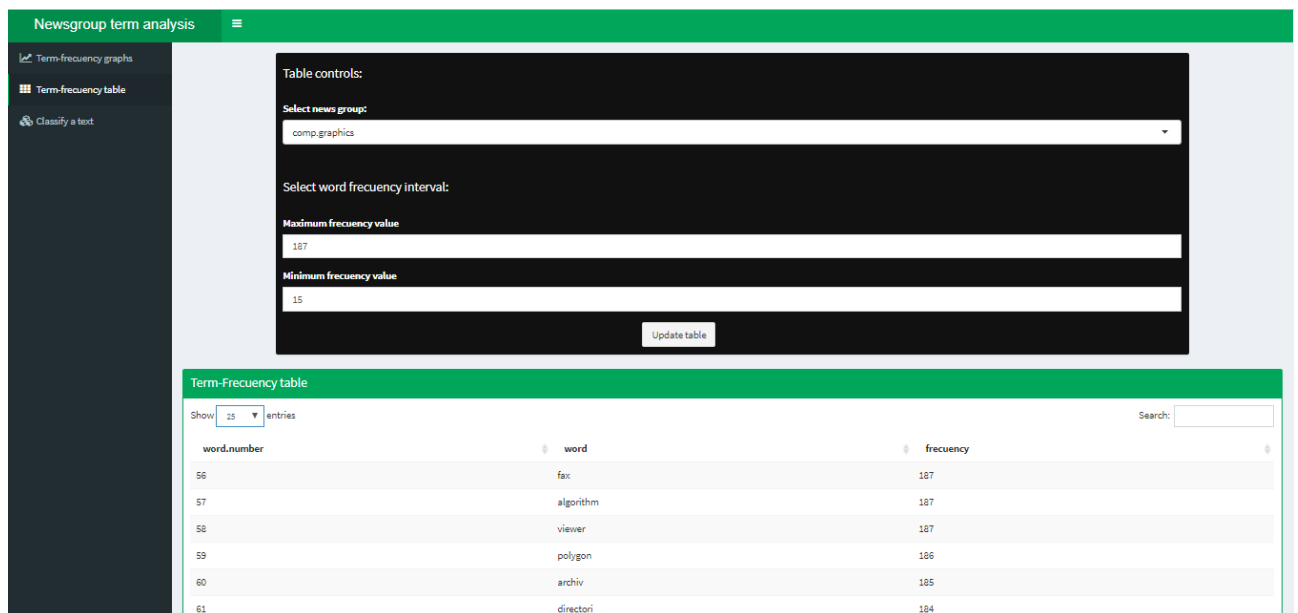 Newsgroup term analysis
Term-frecuency graphs
Term-frecuency table
Classify a text
Table controls:
Select news group:
comp.graphics
Select word frecuency interval:
Maximum frecuency value
187
Minimum frecuency value
15
Update table
Term-Frecuency table
Show 25 entries Search:
word.number word frecuency
56 fax 187
57 algorithm 187
58 viewer 187
59 polygon 186
60 archiv 185
61 directori 184